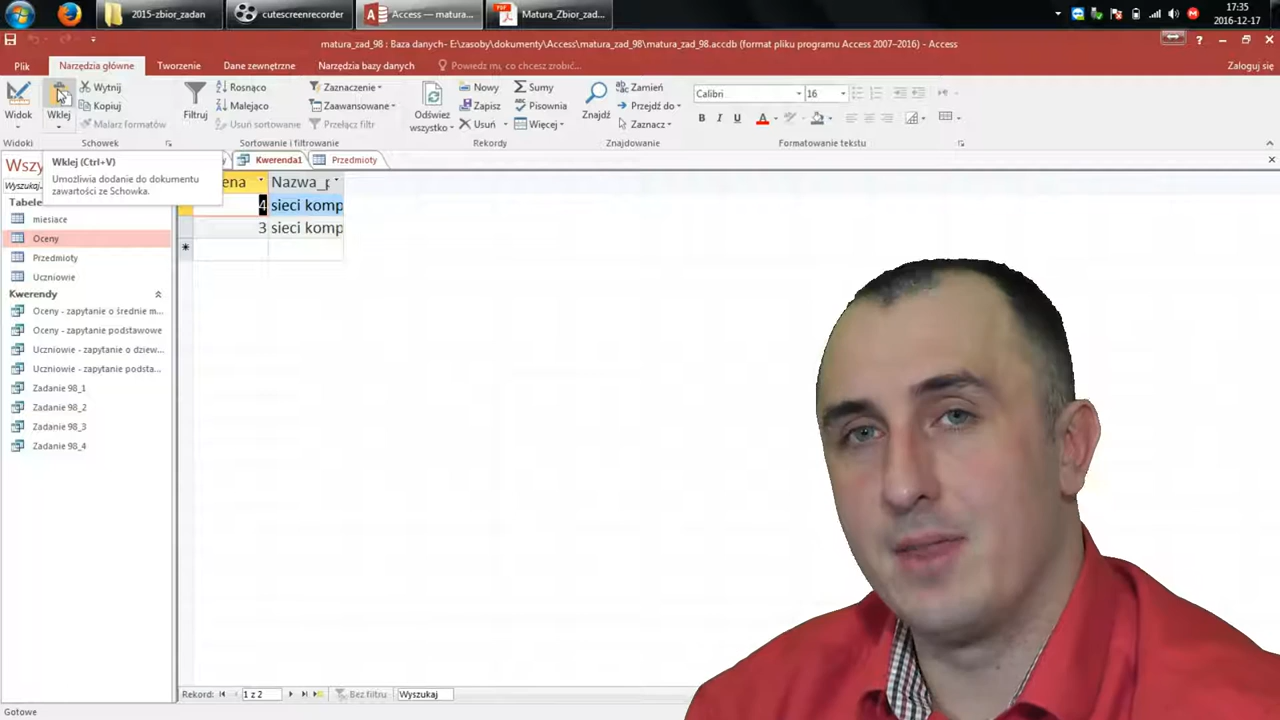 2015-zbior_zadan
cutescreenrecorder
Access — matura...
Matura_Zbior_zad...
17:35
2016-12-17
matura_zad_98 : Baza danych- E:\zasoby\dokumenty\Access\matura_zad_98\matura_zad_98.accdb (format pliku programu Access 2007–2016) - Access
Plik
Narzędzia główne
Tworzenie
Dane zewnętrzne
Narzędzia bazy danych
Powiedz mi, co chcesz zrobić...
Zaloguj się
Widok
Wklej
Wytnij
Kopiuj
Malarz formatów
Filtruj
Rosnąco
Malejąco
Usuń sortowanie
Znaczenie
Zaawansowane
Przełącz filtr
Odśwież
wszystko
Nowy
Zapisz
Usuń
Sumy
Pisownia
Więcej
Znajdź
Zamień
Przejdź do
Zaznacz
Calibri
16
B I U
A
Widoki
Schowek
Sortowanie i filtrowanie
Rekordy
Znajdowanie
Formatowanie tekstu
Wklej (Ctrl+V)
Umożliwia dodanie do dokumentu
zawartości ze Schowka.
Kwerenda1
Przedmioty
Wyszukaj
Tabele
miesiace
Oceny
Przedmioty
Uczniowie
Kwerendy
Oceny - zapytanie o średnie m...
Oceny - zapytanie podstawowe
Uczniowie - zapytanie o dziew...
Uczniowie - zapytanie podsta...
Zadanie 98_1
Zadanie 98_2
Zadanie 98_3
Zadanie 98_4
ena
Nazwa_p
4 sieci komp
3 sieci komp
Rekord:
1 z 2
Bez filtru
Wyszukaj
Gotowe